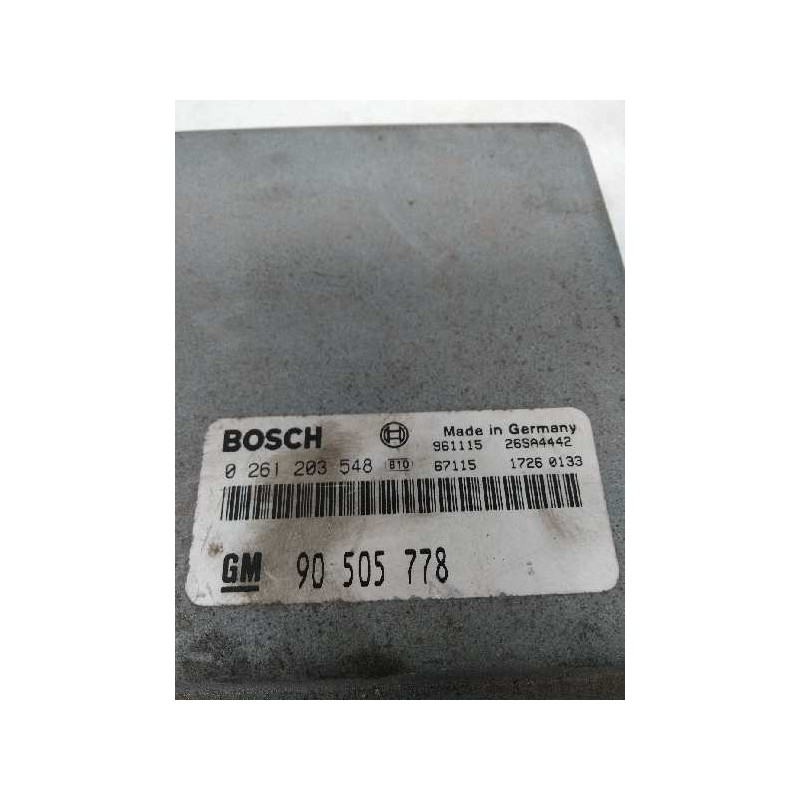 BOSCH Made in Germany
961115 26SA4442
0 261 203 548 B10 67115 1726 0133
GM 90 505 778